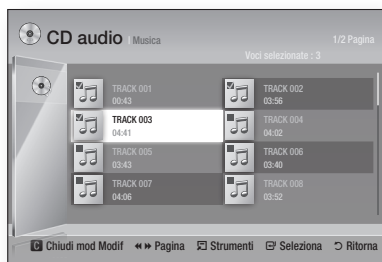 CD audio | Musica
1/2 Pagina
Voci selezionate : 3
TRACK 001
00:43
TRACK 002
03:56
TRACK 003
04:41
TRACK 004
04:02
TRACK 005
03:43
TRACK 006
03:40
TRACK 007
04:06
TRACK 008
03:52
C Chiudi mod Modif Pagina Strumenti Seleziona Ritorna